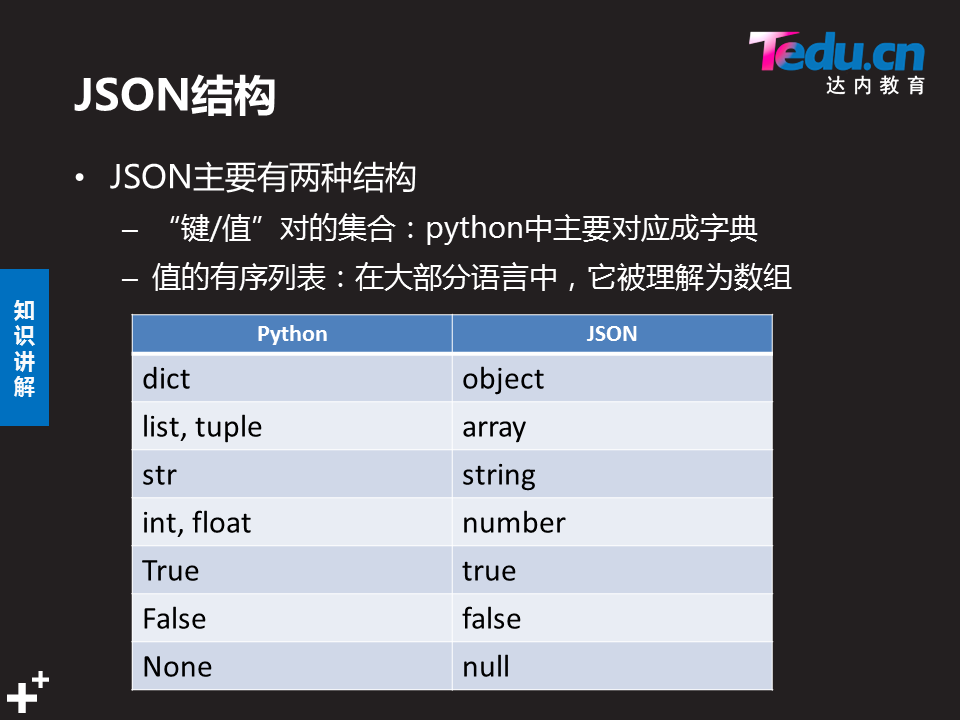 Tedu.cn
达内教育
JSON结构
• JSON主要有两种结构
– “键/值”对的集合：python中主要对应成字典
– 值的有序列表：在大部分语言中，它被理解为数组
知识讲解
Python JSON
dict object
list, tuple array
str string
int, float number
True true
False false
None null